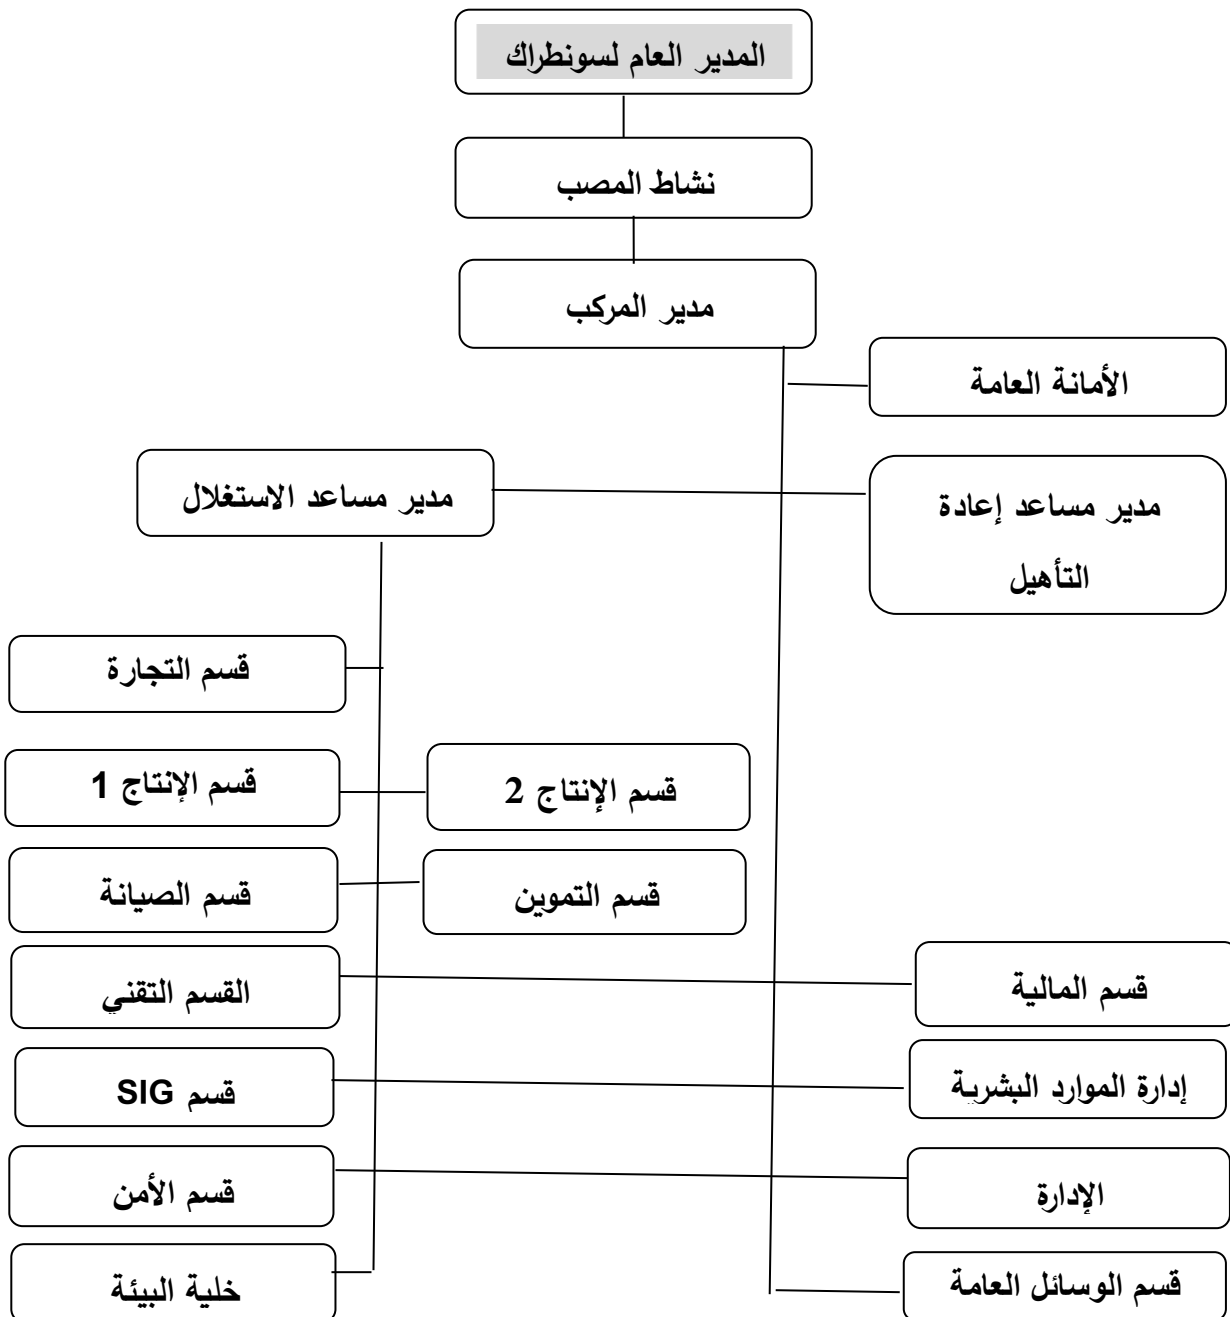 المدير العام لسونطراك
نشاط المصب
مدير المركب
الأمانة العامة
مدير مساعد إعادة
التأهيل
مدير مساعد الاستغلال
قسم التجارة
قسم الإنتاج 2
قسم الإنتاج 1
قسم التموين
قسم الصيانة
قسم المالية
القسم التقني
إدارة الموارد البشرية
قسم SIG
الإدارة
قسم الأمن
قسم الوسائل العامة
خلية البيئة